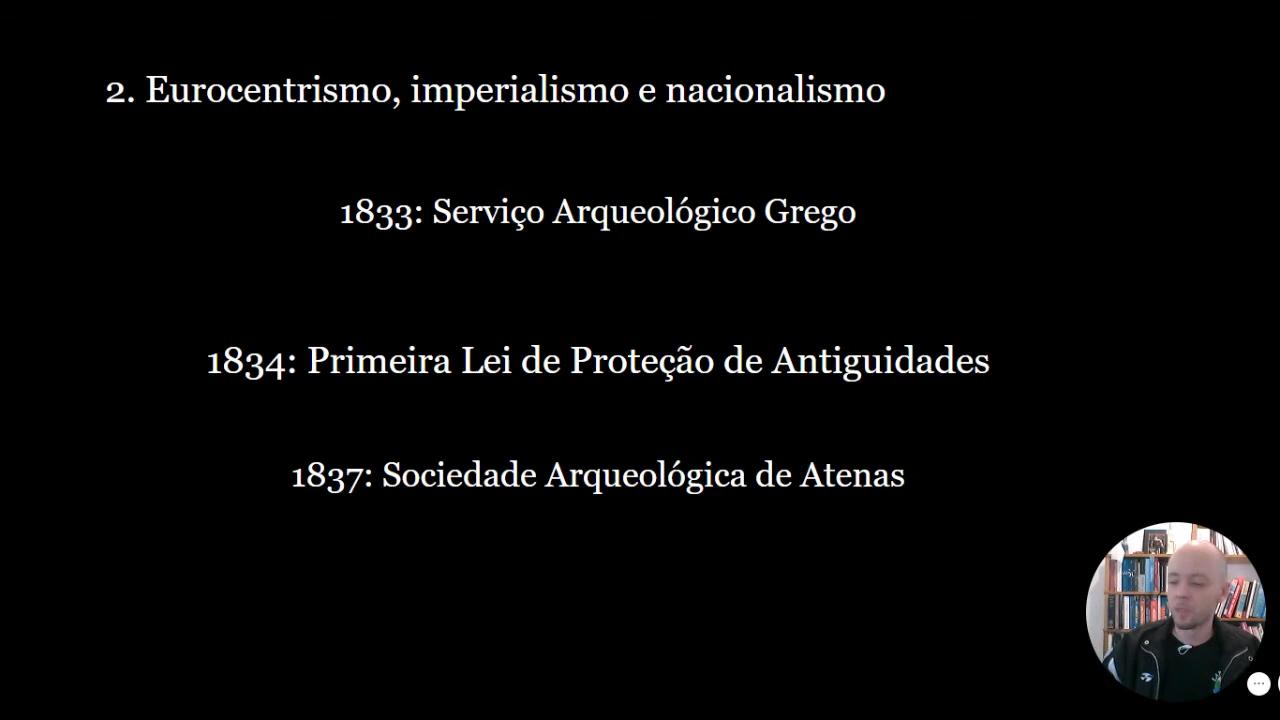 2. Eurocentrismo, imperialismo e nacionalismo
1833: Serviço Arqueológico Grego
1834: Primeira Lei de Proteção de Antiguidades
1837: Sociedade Arqueológica de Atenas